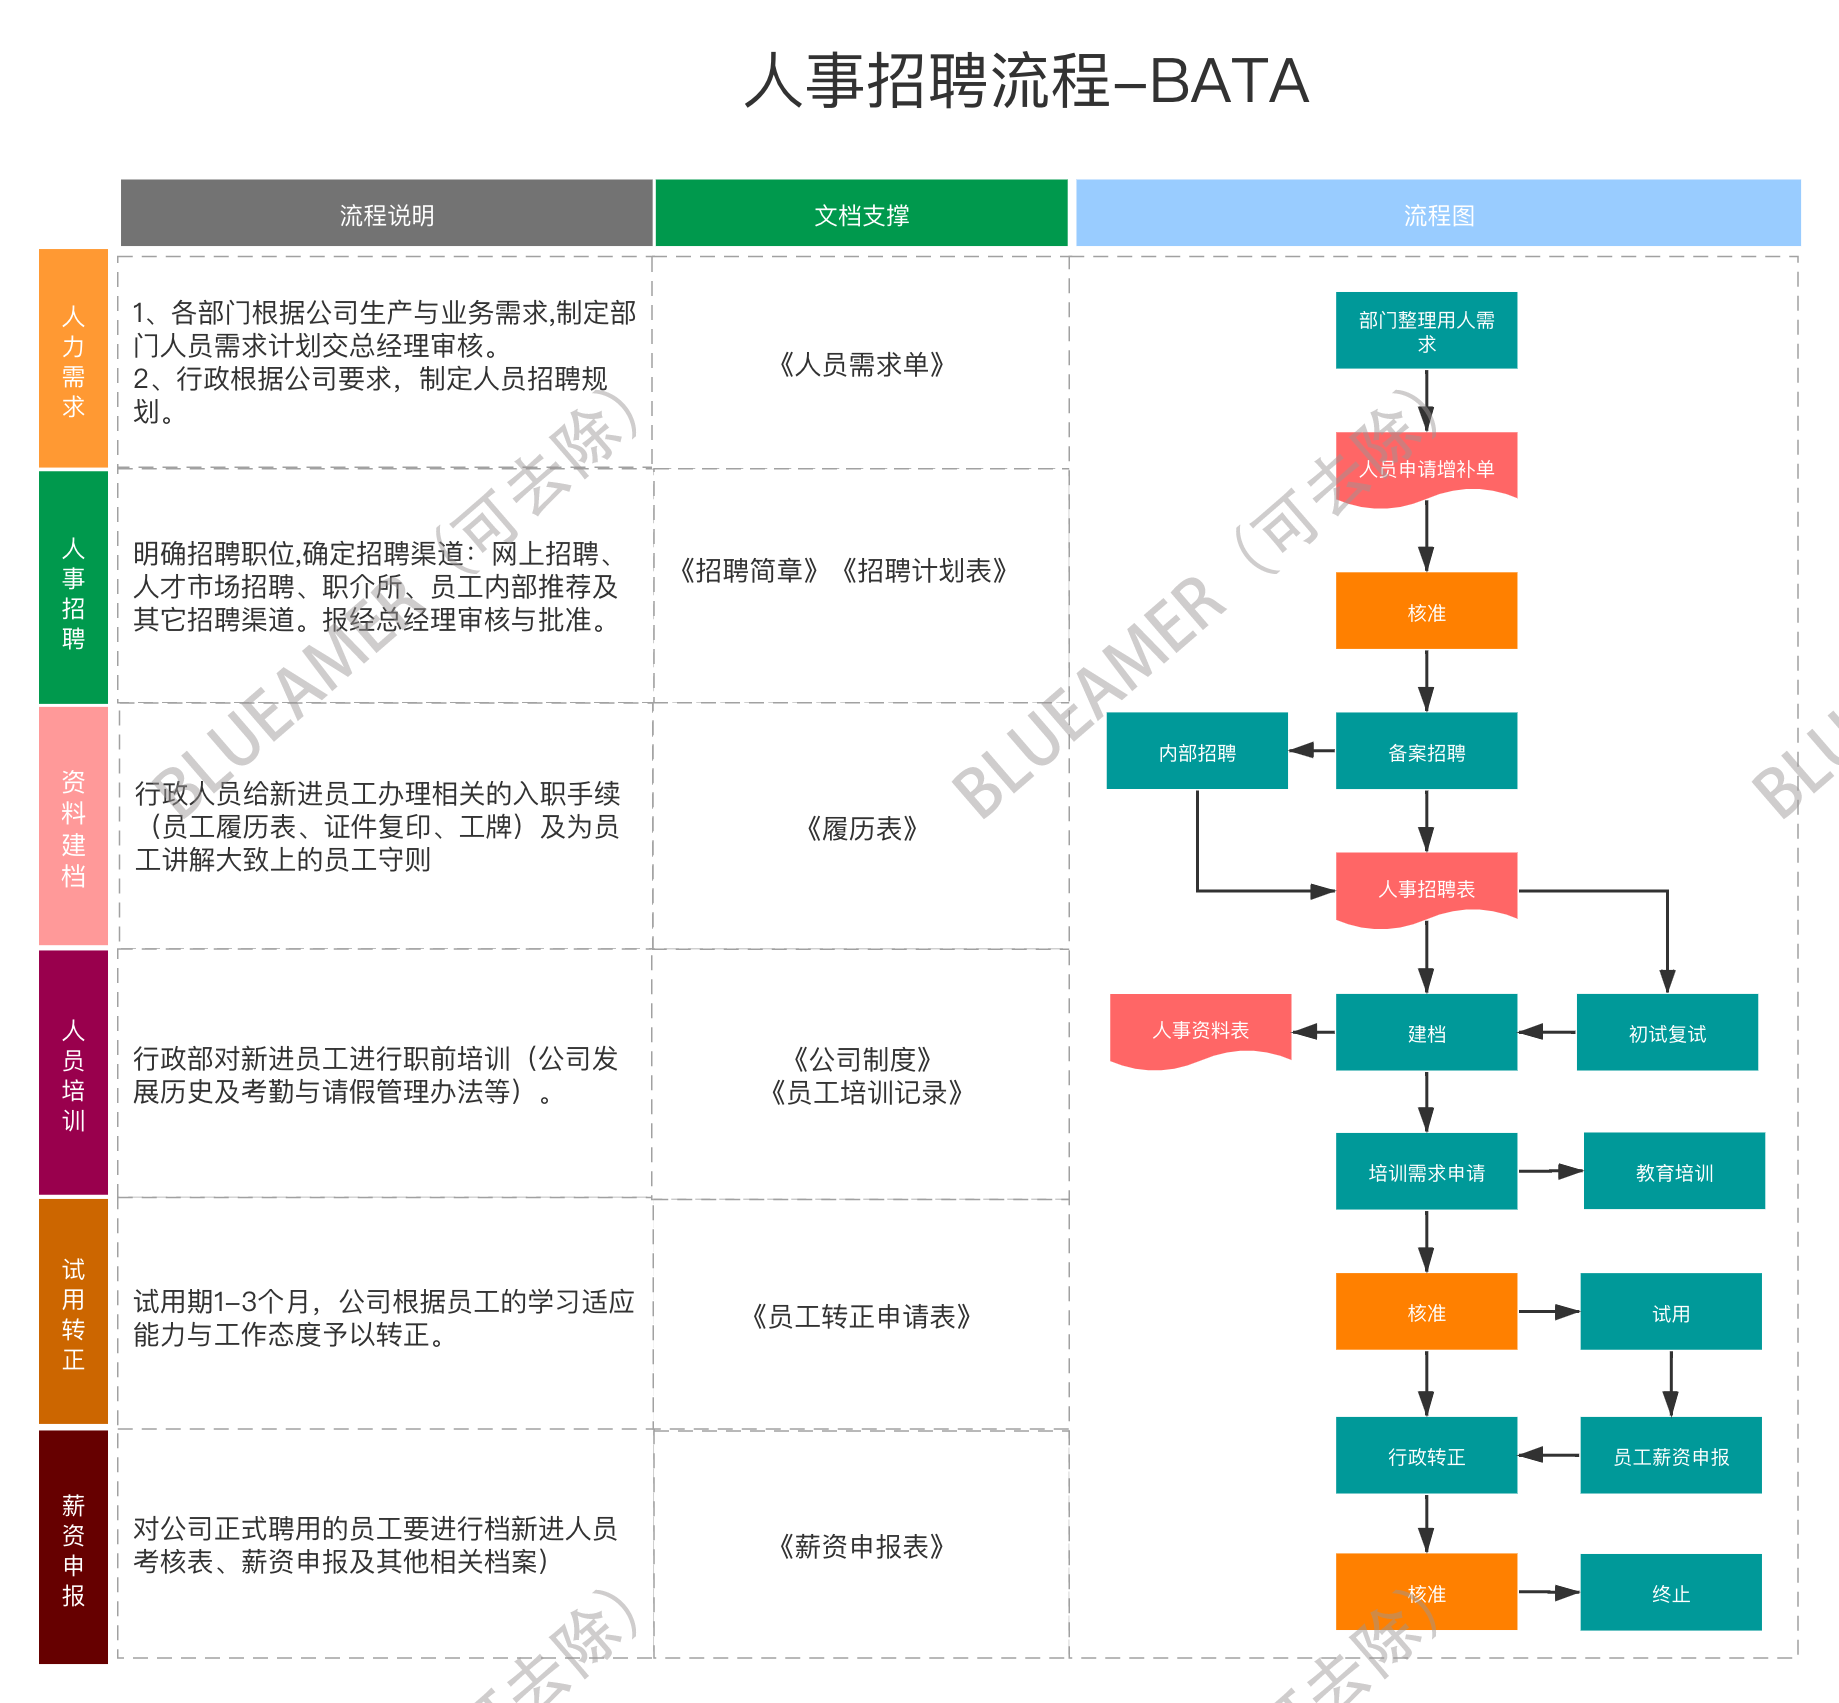 人事招聘流程-BATA
流程说明
文档支撑
流程图
人力需求
1、各部门根据公司生产与业务需求,制定部
门人员需求计划交总经理审核。
2、行政根据公司要求，制定人员招聘规
划。
《人员需求单》
人事招聘
明确招聘职位,确定招聘渠道：网上招聘、
人才市场招聘、职介所、员工内部推荐及
其它招聘渠道。报经总经理审核与批准。
《招聘简章》《招聘计划表》
资料建档
行政人员给新进员工办理相关的入职手续
（员工履历表、证件复印、工牌）及为员
工讲解大致上的员工守则
《履历表》
人员培训
行政部对新进员工进行职前培训（公司发
展历史及考勤与请假管理办法等）。
《公司制度》
《员工培训记录》
试用转正
试用期1-3个月，公司根据员工的学习适应
能力与工作态度予以转正。
《员工转正申请表》
薪资申报
对公司正式聘用的员工要进行档新进人员
考核表、薪资申报及其他相关档案）
《薪资申报表》
部门整理用人需
求
人员申请增补单
核准
内部招聘
备案招聘
人事招聘表
人事资料表
建档
初试复试
培训需求申请
教育培训
核准
试用
行政转正
员工薪资申报
核准
终止
BLUEAMER（可去除）
BLUEAMER（可去除）
BLU
可去除）
可去除）